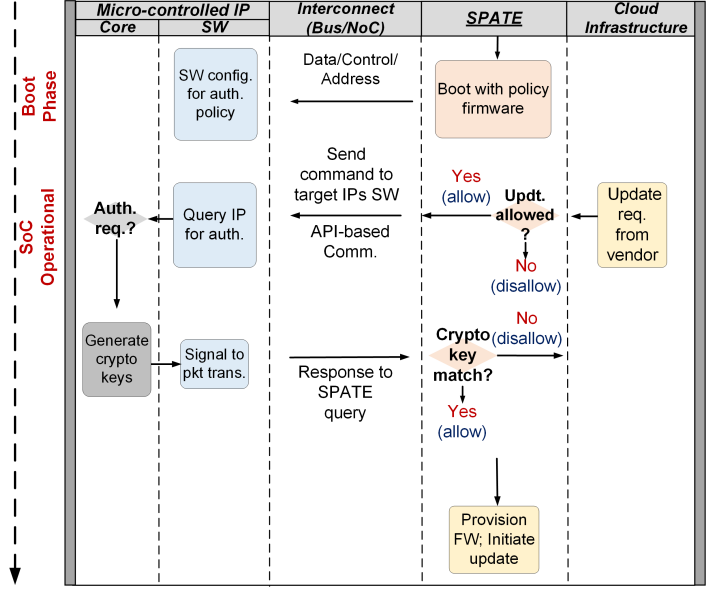 Micro-controlled IP
Core
SW
Interconnect
(Bus/NoC)
SPATE
Cloud
Infrastructure
Boot
Phase
SW config.
for auth.
policy
Data/Control/
Address
Boot with policy
firmware
SoC
Operational
Auth.
req.?
Query IP
for auth.
Send
command to
target IPs SW
API-based
Comm.
Yes
(allow)
Updt.
allowed
?
No
(disallow)
Update
req.
from
vendor
Generate
crypto
keys
Signal to
pkt trans.
Response to
SPATE
query
Crypto
key
match?
No
(disallow)
Yes
(allow)
Provision
FW; Initiate
update